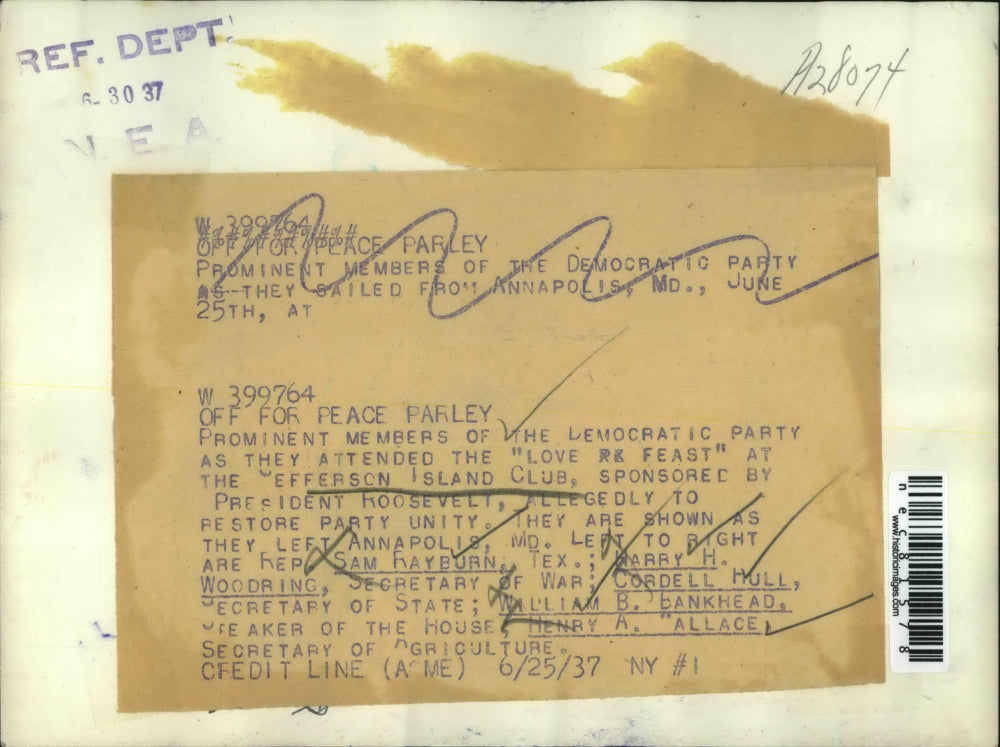 REF. DEPT.
6-30 37
N. E. A.
A28074
W 399764
OFF FOR PEACE PARLEY
PROMINENT MEMBERS OF THE DEMOCRATIC PARTY
AS--THEY SAILED FROM ANNAPOLIS, MD., JUNE
25TH, AT
W 399764
OFF FOR PEACE PARLEY
PROMINENT MEMBERS OF THE DEMOCRATIC PARTY
AS THEY ATTENDED THE "LOVE FEAST" AT
THE JEFFERSON ISLAND CLUB, SPONSORED BY
PRESIDENT ROOSEVELT, ALLEGEDLY TO
RESTORE PARTY UNITY. THEY ARE SHOWN AS
THEY LEFT ANNAPOLIS, MD. LEFT TO RIGHT
ARE REP. SAM RAYBURN, TEX.; HARRY H.
WOODRING, SECRETARY OF WAR; CORDELL HULL,
SECRETARY OF STATE; WILLIAM B. BANKHEAD,
SPEAKER OF THE HOUSE; HENRY A. WALLACE,
SECRETARY OF AGRICULTURE.
CREDIT LINE (ACME) 6/25/37 NY #1
www.historicimages.com
nec81578